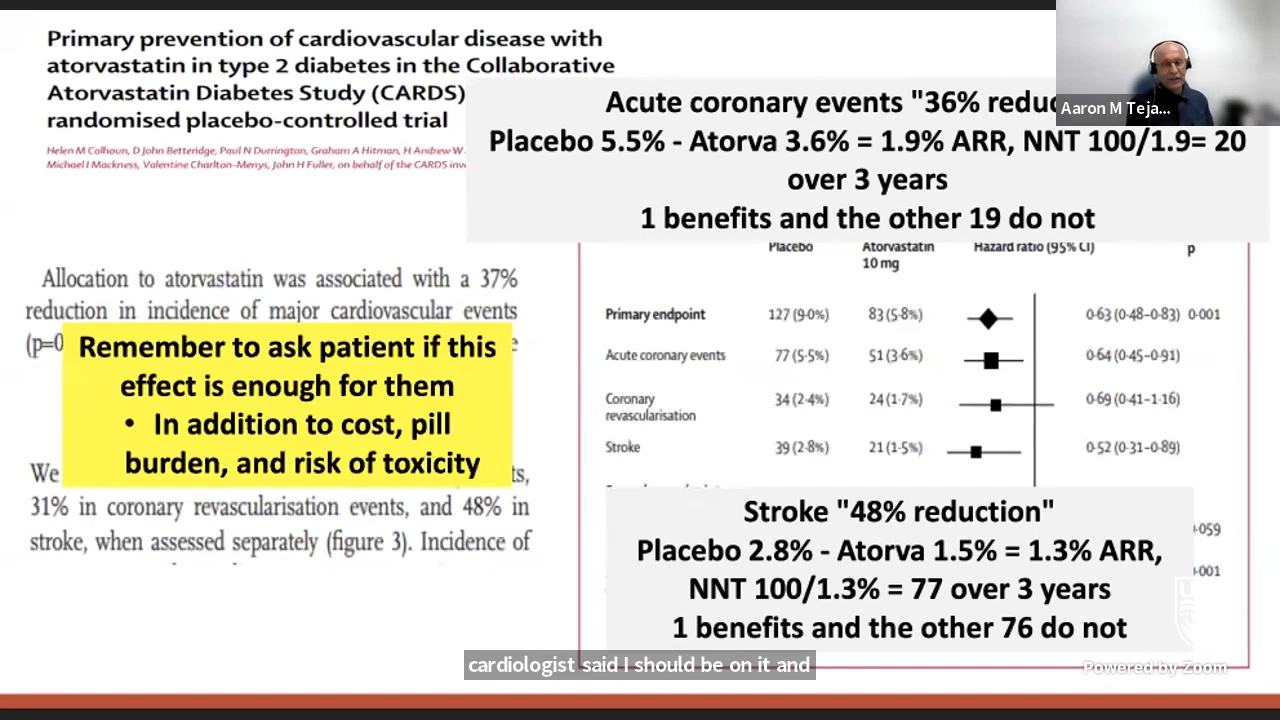 Primary prevention of cardiovascular disease with
atorvastatin in type 2 diabetes in the Collaborative
Atorvastatin Diabetes Study (CARDS)
randomised placebo-controlled trial
Helen M Colhoun, D John Betteridge, Paul N Durrington, Graham A Hitman, H Andrew W
Michael I Mackness, Valentine Charlton-Menys, John H Fuller, on behalf of the CARDS
Aaron M Teja...
Acute coronary events "36%
Placebo 5.5% - Atorva 3.6% = 1.9% ARR, NNT 100/1.9= 20
over 3 years
1 benefits and the other 19 do not
Allocation to atorvastatin was associated with a 37%
reduction in incidence of major cardiovascular events
Remember to ask patient if this
effect is enough for them
• In addition to cost, pill
burden, and risk of toxicity
We
31% in coronary revascularisation events, and 48% in
stroke, when assessed separately (figure 3). Incidence of
Placebo Atorvastatin Hazard ratio (95% CI) p
10 mg
Primary endpoint 127 (9·0%) 83 (5·8%) 0·63 (0·48-0·83) 0·001
Acute coronary events 77 (5·5%) 51 (3·6%) 0·64 (0·45-0·91)
Coronary 34 (2·4%) 24 (1·7%) 0·69 (0·41-1·16)
revascularisation
Stroke 39 (2·8%) 21 (1·5%) 0·52 (0·31-0·89)
Stroke "48% reduction"
Placebo 2.8% - Atorva 1.5% = 1.3% ARR,
NNT 100/1.3% = 77 over 3 years
1 benefits and the other 76 do not
·059
·001
cardiologist said I should be on it and
Powered by Zoom